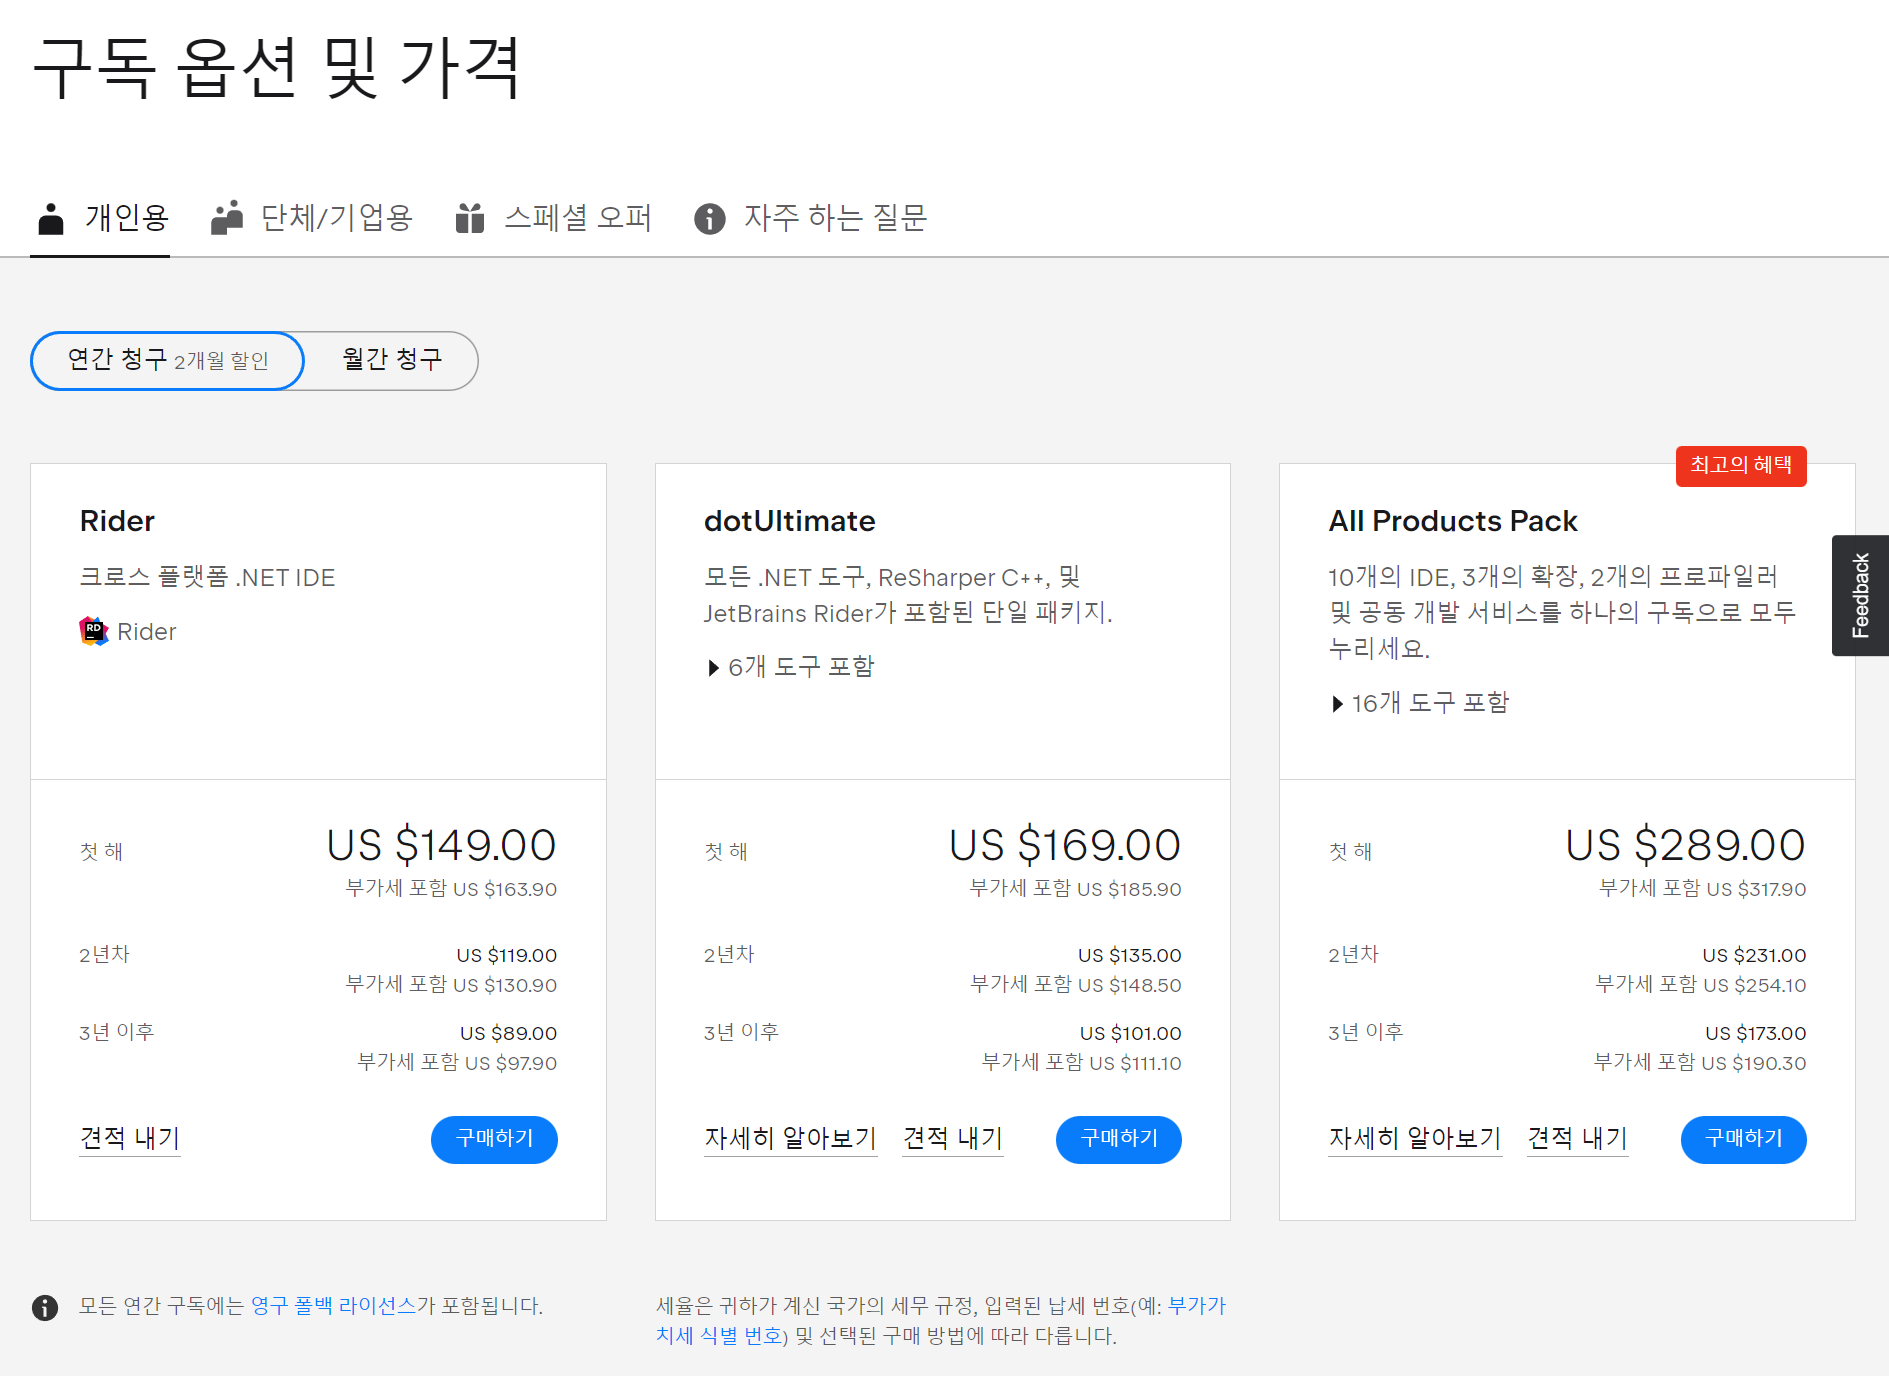 구독 옵션 및 가격
개인용
단체/기업용
스페셜 오퍼
자주 하는 질문
연간 청구 2개월 할인
월간 청구
Rider
크로스 플랫폼 .NET IDE
RD
Rider
첫 해
US $149.00
부가세 포함 US $163.90
2년차
US $119.00
부가세 포함 US $130.90
3년 이후
US $89.00
부가세 포함 US $97.90
견적 내기
구매하기
dotUltimate
모든 .NET 도구, ReSharper C++, 및
JetBrains Rider가 포함된 단일 패키지.
6개 도구 포함
첫 해
US $169.00
부가세 포함 US $185.90
2년차
US $135.00
부가세 포함 US $148.50
3년 이후
US $101.00
부가세 포함 US $111.10
자세히 알아보기
견적 내기
구매하기
최고의 혜택
All Products Pack
10개의 IDE, 3개의 확장, 2개의 프로파일러
및 공동 개발 서비스를 하나의 구독으로 모두
누리세요.
16개 도구 포함
첫 해
US $289.00
부가세 포함 US $317.90
2년차
US $231.00
부가세 포함 US $254.10
3년 이후
US $173.00
부가세 포함 US $190.30
자세히 알아보기
견적 내기
구매하기
Feedback
모든 연간 구독에는 영구 폴백 라이선스가 포함됩니다.
세율은 귀하가 계신 국가의 세무 규정, 입력된 납세 번호(예: 부가가
치세 식별 번호) 및 선택된 구매 방법에 따라 다릅니다.